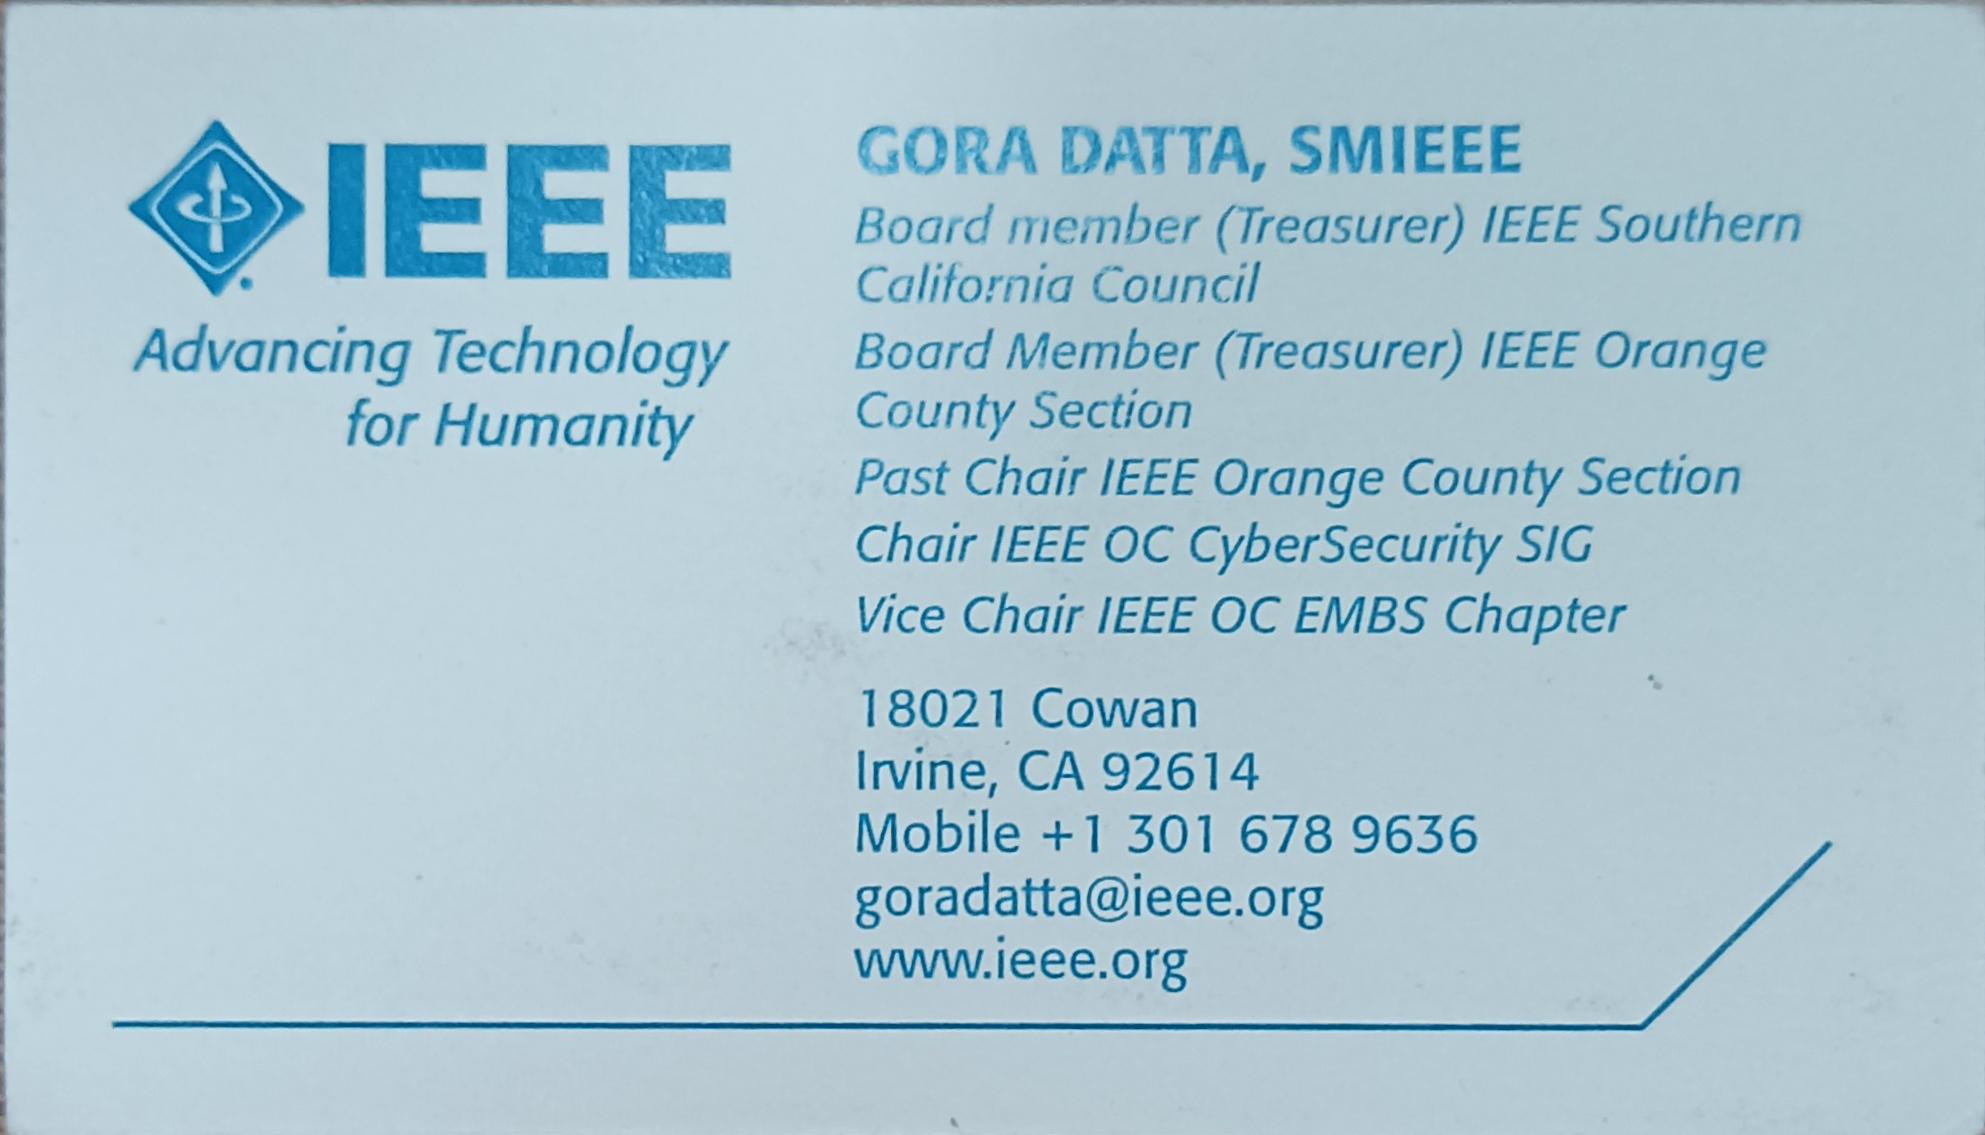 IEEE
Advancing Technology
for Humanity
GORA DATTA, SMIEEE
Board member (Treasurer) IEEE Southern
California Council
Board Member (Treasurer) IEEE Orange
County Section
Past Chair IEEE Orange County Section
Chair IEEE OC CyberSecurity SIG
Vice Chair IEEE OC EMBS Chapter
18021 Cowan
Irvine, CA 92614
Mobile +1 301 678 9636
goradatta@ieee.org
www.ieee.org